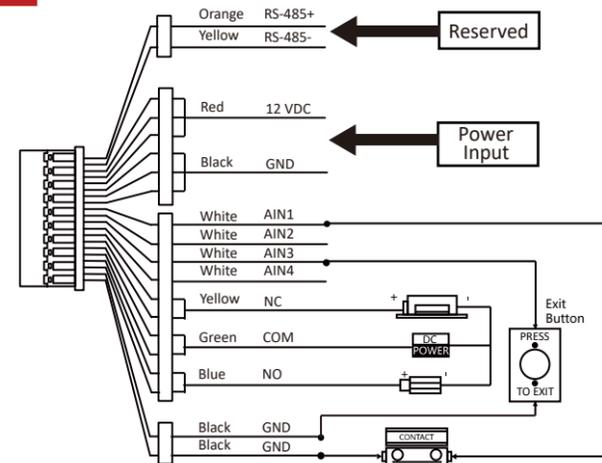 Orange RS-485+
Yellow RS-485-
Reserved
Red 12 VDC
Black GND
Power
Input
White AIN1
White AIN2
White AIN3
White AIN4
Yellow NC
+ '
Green COM
DC
POWER
Blue NO
+ '
Exit
Button
PRESS
TO EXIT
Black GND
Black GND
CONTACT